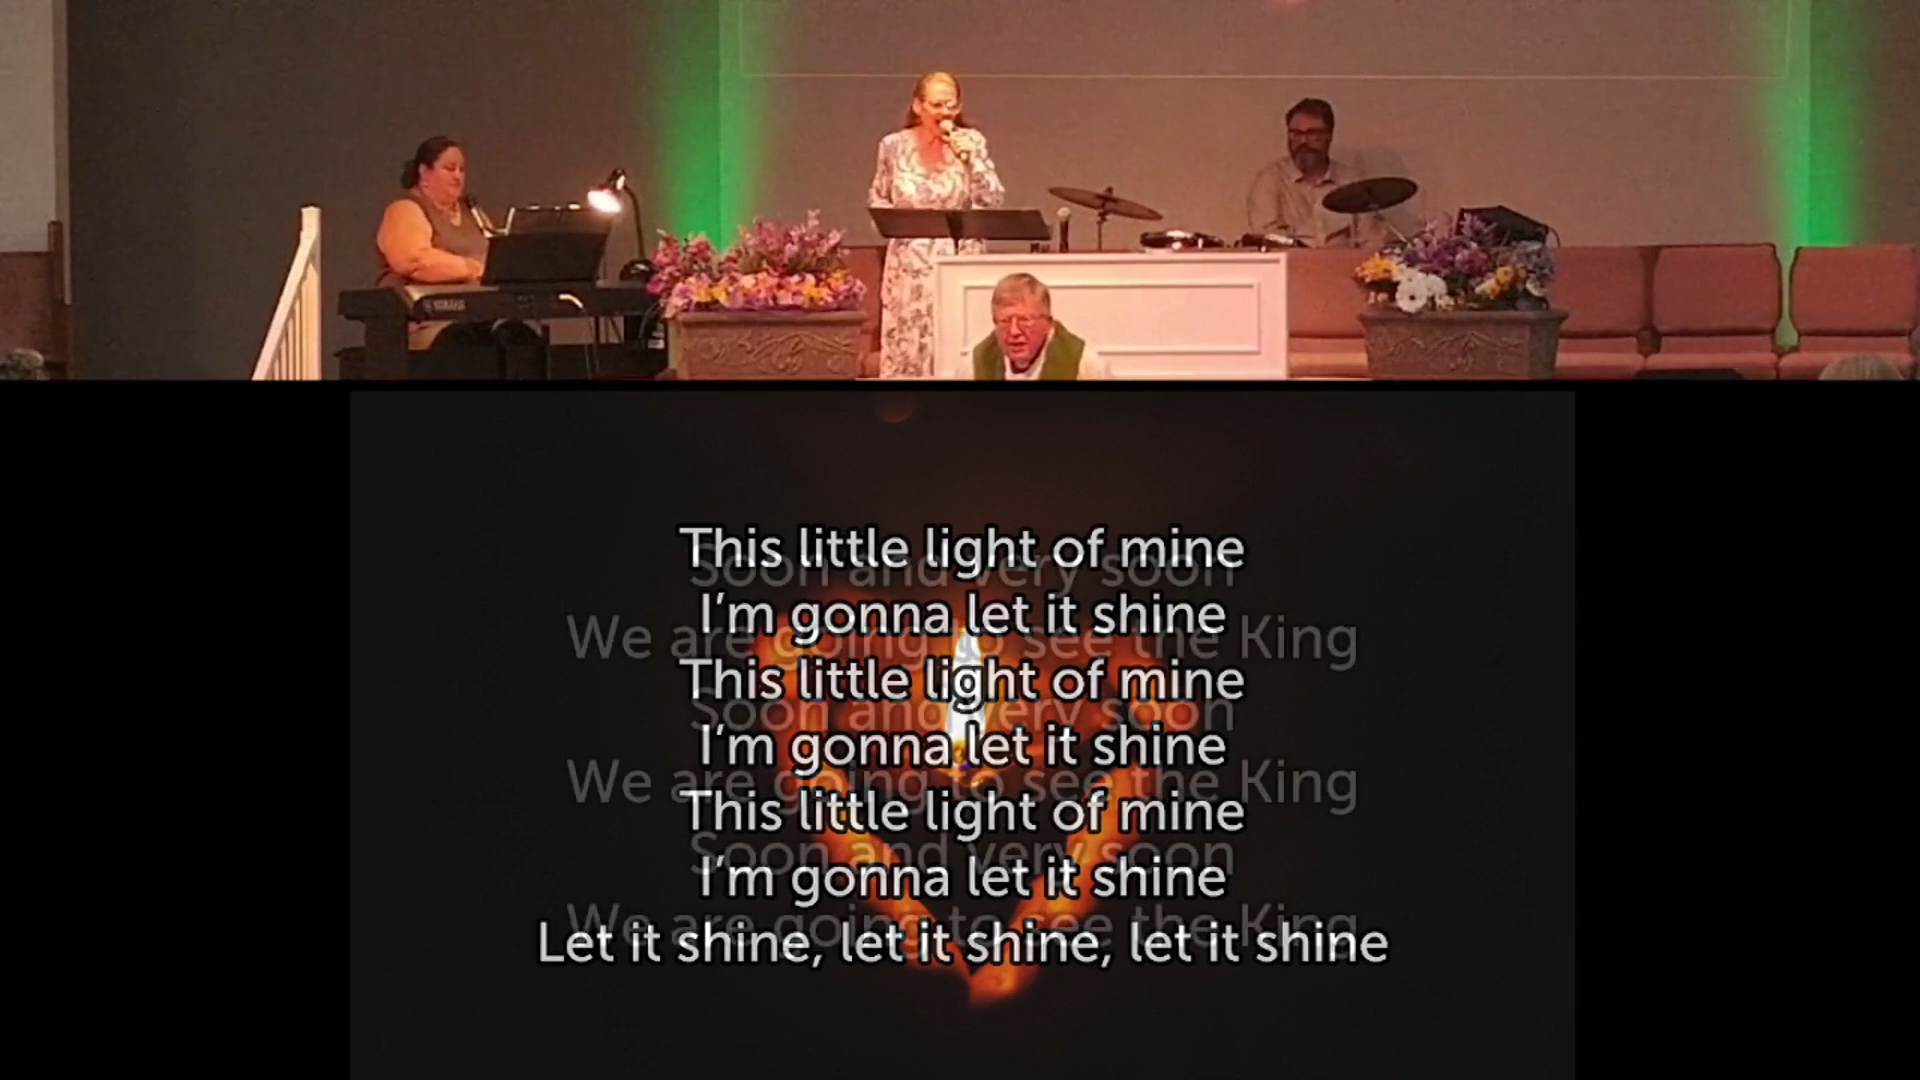 YAMAHA
This little light of mine
Soon and very soon
I'm gonna let it shine
We are going to see the King
This little light of mine
Soon and very soon
I'm gonna let it shine
We are going to see the King
This little light of mine
Soon and very soon
I'm gonna let it shine
We are going to see the King
Let it shine, let it shine, let it shine